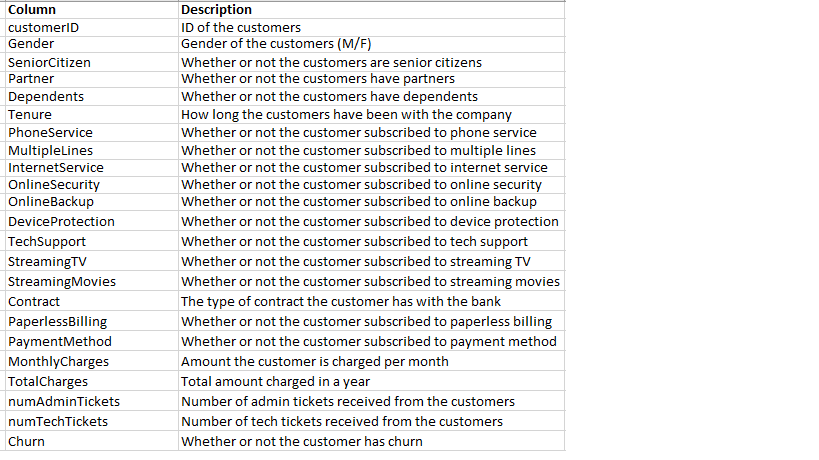 Column Description
customerID ID of the customers
Gender Gender of the customers (M/F)
SeniorCitizen Whether or not the customers are senior citizens
Partner Whether or not the customers have partners
Dependents Whether or not the customers have dependents
Tenure How long the customers have been with the company
PhoneService Whether or not the customer subscribed to phone service
MultipleLines Whether or not the customer subscribed to multiple lines
InternetService Whether or not the customer subscribed to internet service
OnlineSecurity Whether or not the customer subscribed to online security
OnlineBackup Whether or not the customer subscribed to online backup
DeviceProtection Whether or not the customer subscribed to device protection
TechSupport Whether or not the customer subscribed to tech support
StreamingTV Whether or not the customer subscribed to streaming TV
StreamingMovies Whether or not the customer subscribed to streaming movies
Contract The type of contract the customer has with the bank
PaperlessBilling Whether or not the customer subscribed to paperless billing
PaymentMethod Whether or not the customer subscribed to payment method
MonthlyCharges Amount the customer is charged per month
TotalCharges Total amount charged in a year
numAdminTickets Number of admin tickets received from the customers
numTechTickets Number of tech tickets received from the customers
Churn Whether or not the customer has churn